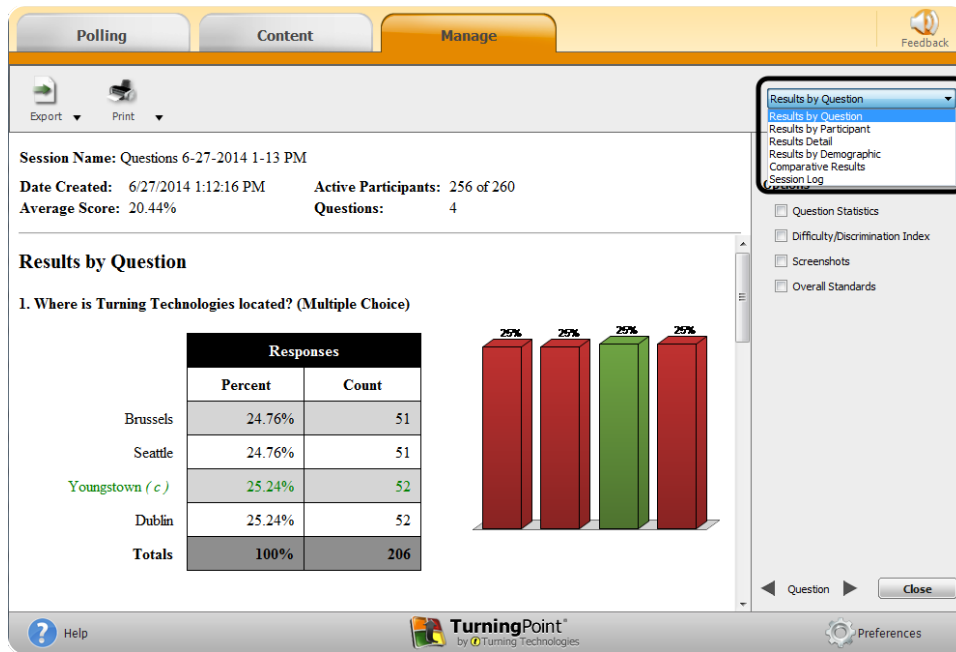 Polling Content Manage
Feedback
Export Print
Results by Question
Results by Question
Results by Participant
Results Detail
Results by Demographic
Comparative Results
Session Log
Options
Session Name: Questions 6-27-2014 1-13 PM
Date Created: 6/27/2014 1:12:16 PM Active Participants: 256 of 260
Average Score: 20.44% Questions: 4
Question Statistics
Difficulty/Discrimination Index
Screenshots
Overall Standards
Results by Question
1. Where is Turning Technologies located? (Multiple Choice)
Responses
Percent Count
Brussels 24.76% 51
Seattle 24.76% 51
Youngstown ( c ) 25.24% 52
Dublin 25.24% 52
Totals 100% 206
25% 25% 25% 25%
Question Close
Help
TurningPoint®
by Turning Technologies
Preferences